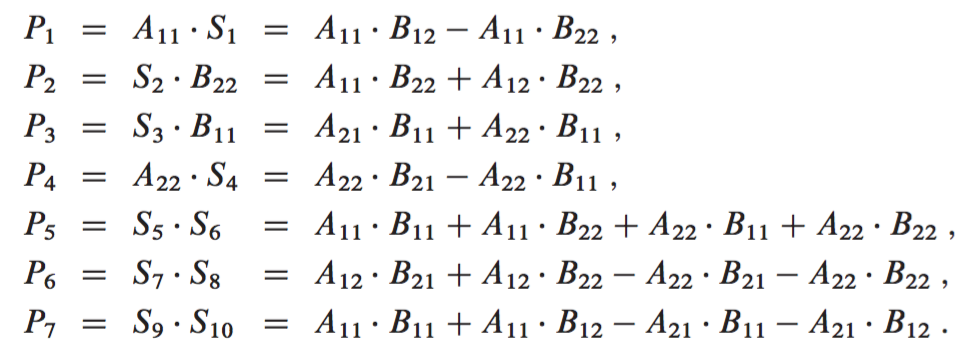 P₁ = A₁₁ · S₁ = A₁₁ · B₁₂ − A₁₁ · B₂₂ ,
P₂ = S₂ · B₂₂ = A₁₁ · B₂₂ + A₁₂ · B₂₂ ,
P₃ = S₃ · B₁₁ = A₂₁ · B₁₁ + A₂₂ · B₁₁ ,
P₄ = A₂₂ · S₄ = A₂₂ · B₂₁ − A₂₂ · B₁₁ ,
P₅ = S₅ · S₆ = A₁₁ · B₁₁ + A₁₁ · B₂₂ + A₂₂ · B₁₁ + A₂₂ · B₂₂ ,
P₆ = S₇ · S₈ = A₁₂ · B₂₁ + A₁₂ · B₂₂ − A₂₂ · B₂₁ − A₂₂ · B₂₂ ,
P₇ = S₉ · S₁₀ = A₁₁ · B₁₁ + A₁₁ · B₁₂ − A₂₁ · B₁₁ − A₂₁ · B₁₂ .